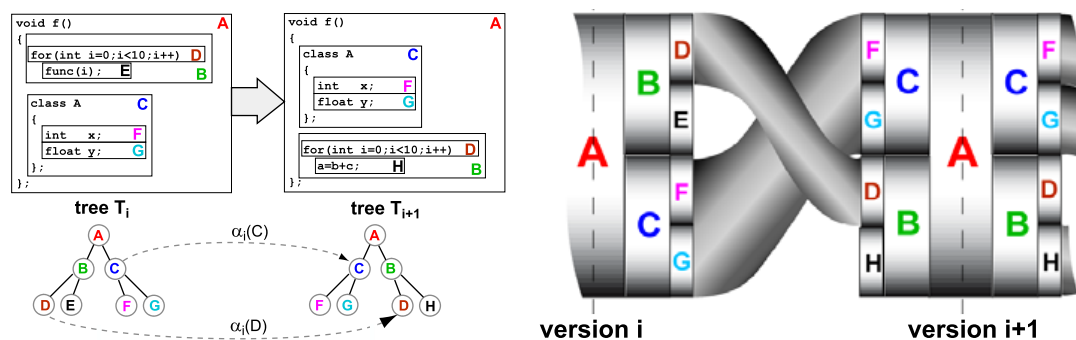 void f()
A
{
for(int i=0;i<10;i++)
D
func(i);
E
B
class A
C
{
int x;
F
float y;
G
};
};
tree Ti
void f()
A
{
class A
C
{
int x;
F
float y;
G
};
for(int i=0;i<10;i++)
D
a=b+c;
H
B
};
tree Ti+1
A
B
C
D
E
F
G
αi(C)
αi(D)
A
C
B
F
G
D
H
A
B
C
D
E
F
G
F
G
D
H
C
B
A
C
B
F
G
D
H
version i
version i+1